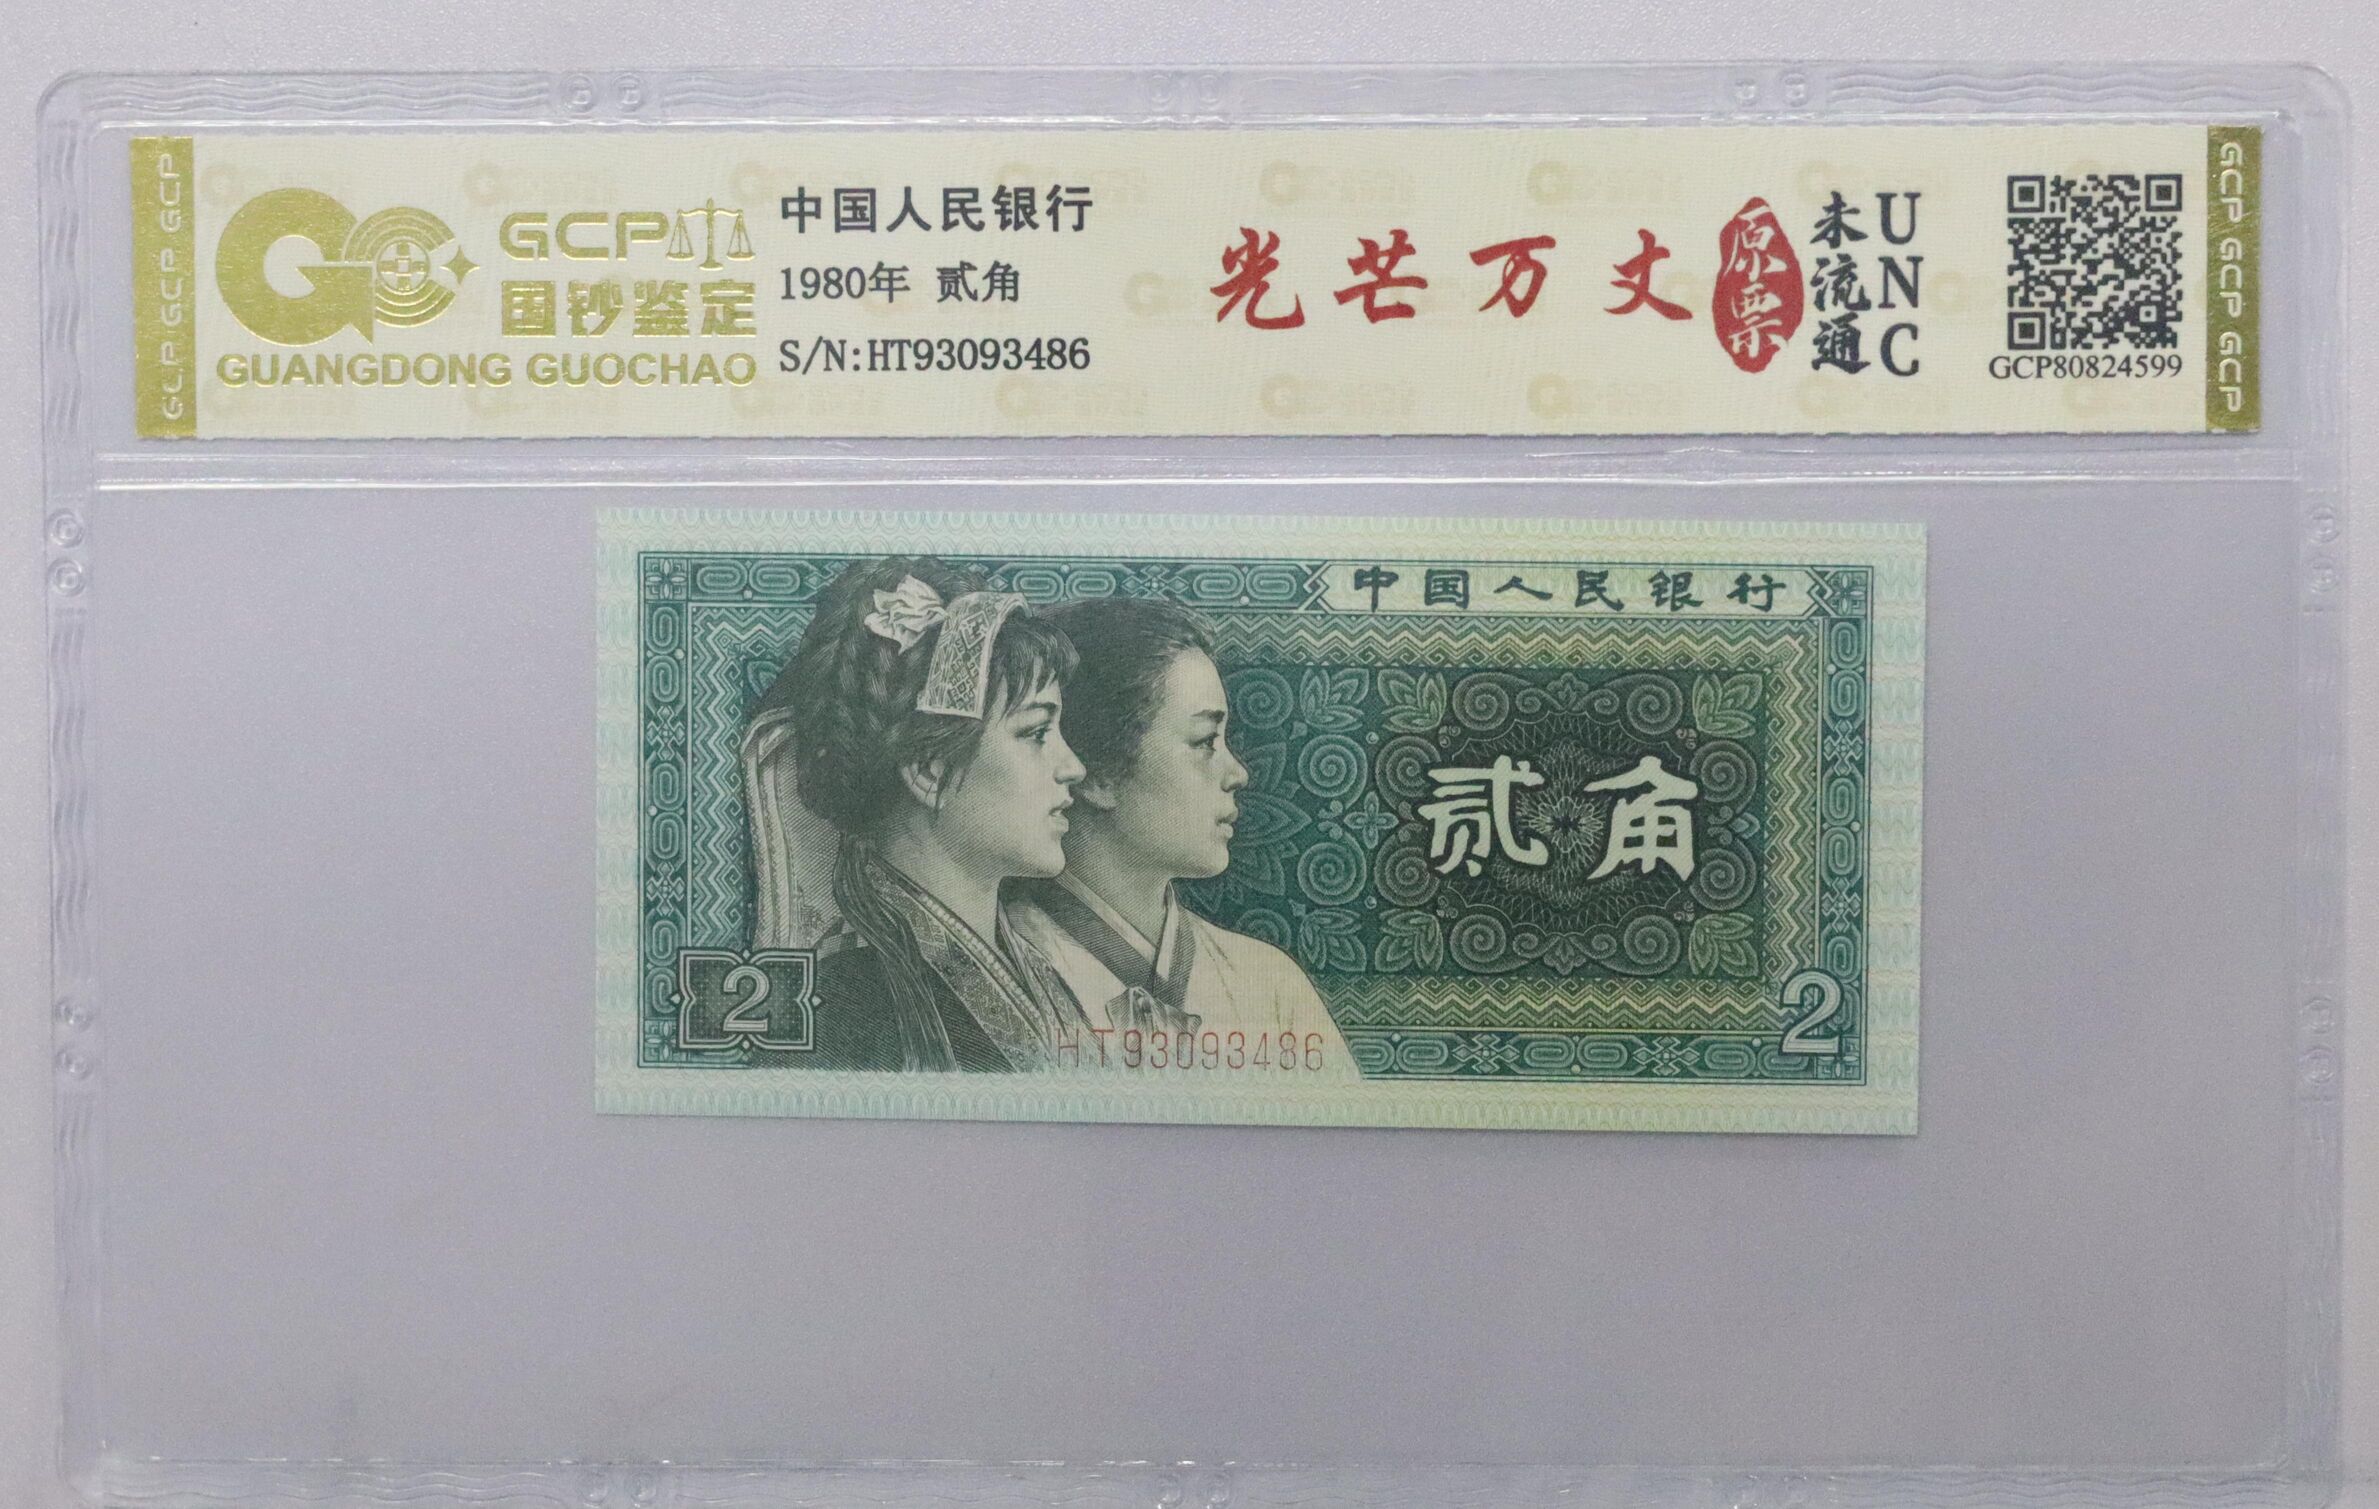 GCP GCP GCP
GCP
国钞鉴定
GUANGDONG GUOCHAO
中国人民银行
1980年 贰角
S/N:HT93093486
光芒万丈
原票
未流通
UNC
GCP80824599
GCP GCP GCP
中国人民银行
贰角
2
2
HT93093486